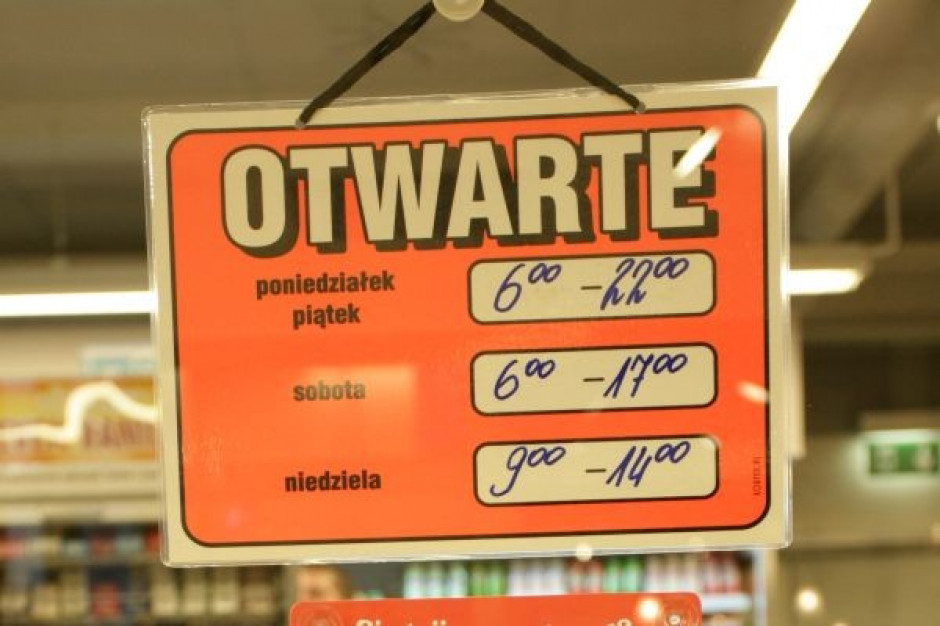 OTWARTE
poniedziałek
piątek
6⁰⁰ – 22⁰⁰
sobota
6⁰⁰ – 17⁰⁰
niedziela
9⁰⁰ – 14⁰⁰